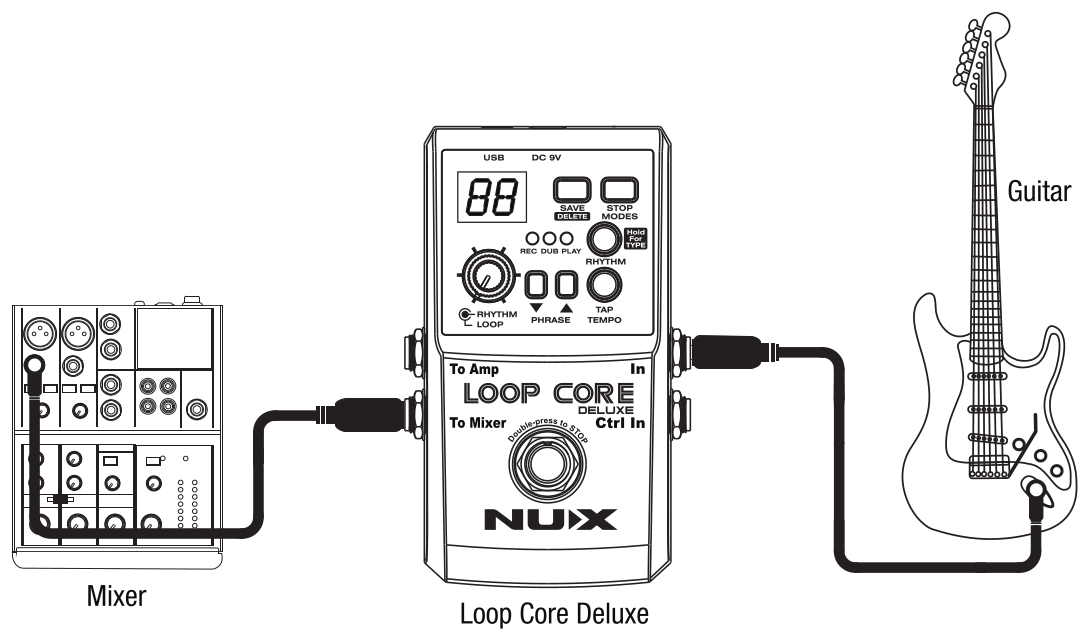 USB DC 9V
88
SAVE STOP
DELETE MODES
Hold
For
TYPE
REC DUB PLAY
RHYTHM
RHYTHM
LOOP
PHRASE
TAP
TEMPO
Guitar
To Amp In
LOOP CORE
DELUXE
To Mixer Ctrl In
Double-press to STOP
NUX
Mixer
Loop Core Deluxe